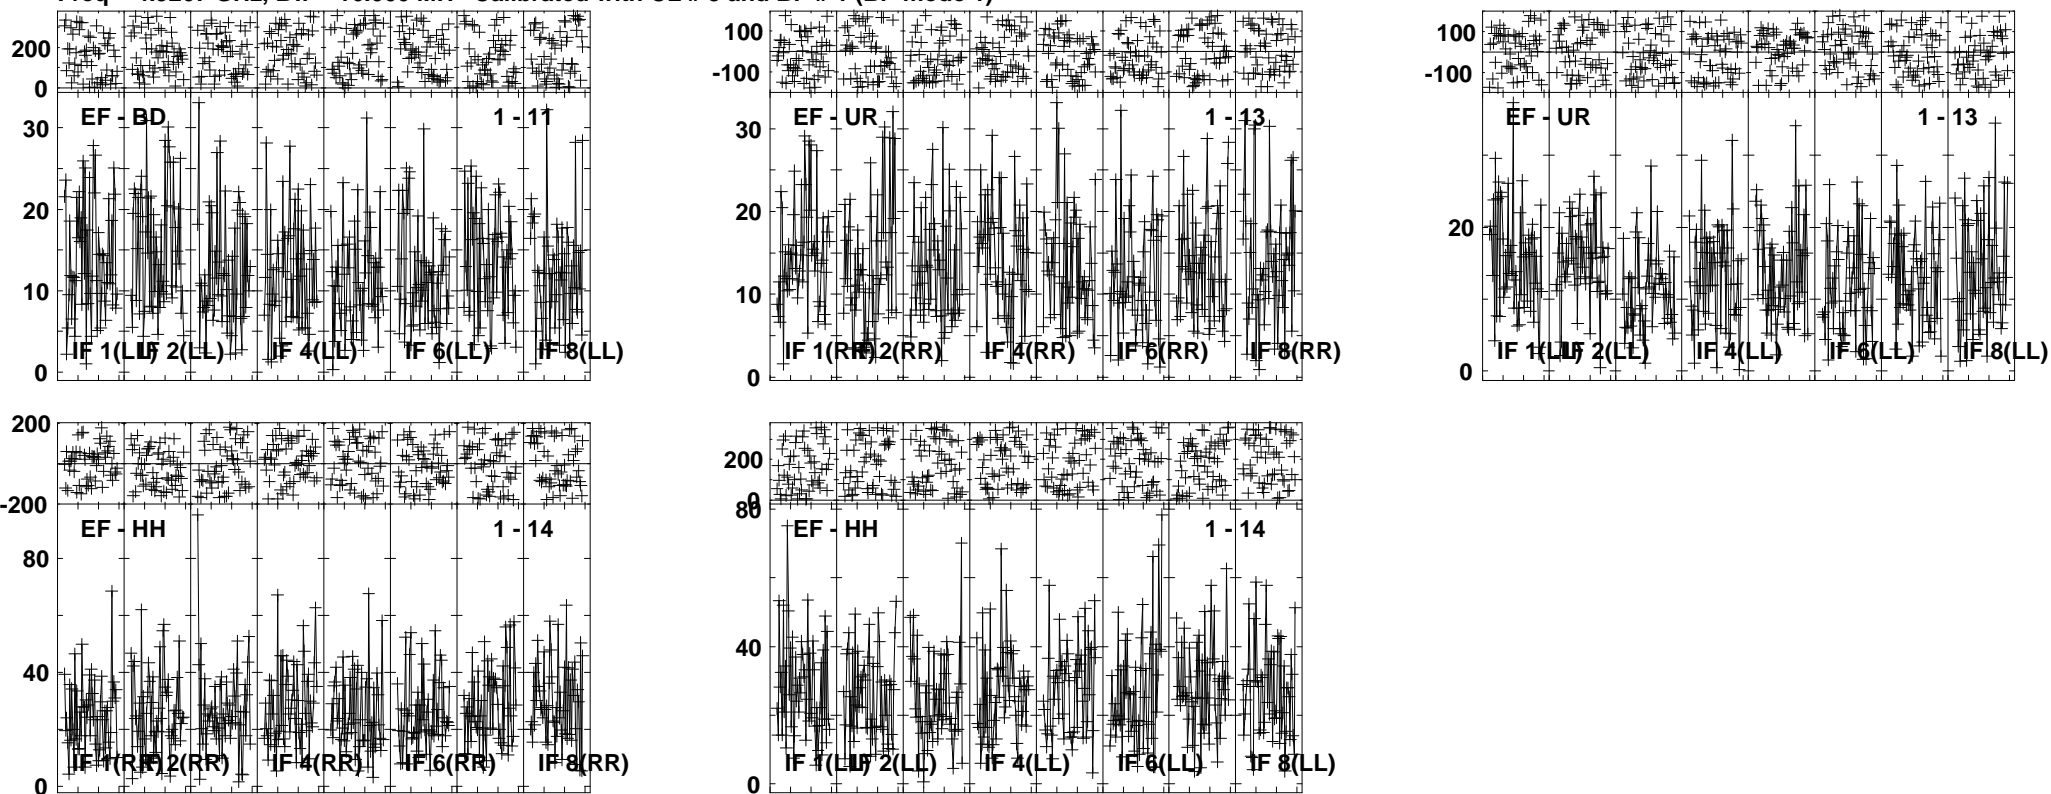 200
0
30
20
10
0
EF - BD
1 - 11
IF 1(LL)
IF 2(LL)
IF 4(LL)
IF 6(LL)
IF 8(LL)
100
-100
30
20
10
0
EF - UR
1 - 13
IF 1(RR)
IF 2(RR)
IF 4(RR)
IF 6(RR)
IF 8(RR)
100
-100
20
0
EF - UR
1 - 13
IF 1(LL)
IF 2(LL)
IF 4(LL)
IF 6(LL)
IF 8(LL)
200
-200
80
40
0
EF - HH
1 - 14
IF 1(RR)
IF 2(RR)
IF 4(RR)
IF 6(RR)
IF 8(RR)
200
0
80
40
0
EF - HH
1 - 14
IF 1(LL)
IF 2(LL)
IF 4(LL)
IF 6(LL)
IF 8(LL)